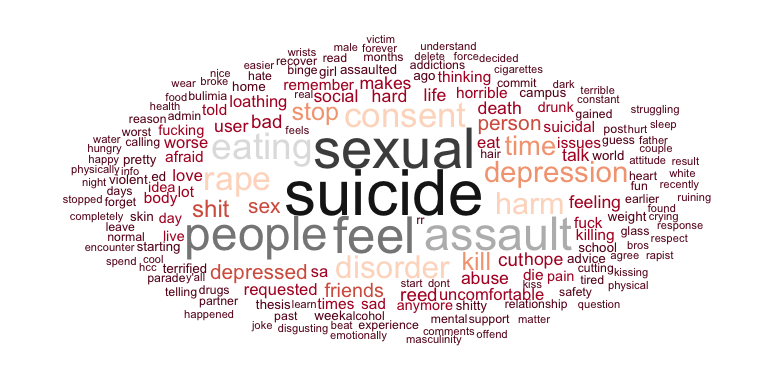 victim
wrists male forever months understand
easier recover read delete force decided
nice binge girl assaulted addictions cigarettes
wear broke hate remember makes ago thinking commit dark
food bulimia home real social hard life horrible campus terrible constant
health loathing stop consent death drunk gained struggling
reason admin told user bad person suicidal posthurt sleep
worst fucking feels sexual time issues guess father
water calling worse eating eat talk world couple
hungry afraid hair attitude result
happy pretty love rape depression heart white
physically info violent ed suicide fun recently
night days idea lot body harm feeling earlier ruining
stopped forget shit sex weight found
completely skin day rr fuck glass crying response
leave live people feel assault killing bros respect
normal school agree rapist
encounter starting disorder kill cuthope cutting kissing
spend cool terrified depressed sa die pain tired physical
hcc paradey'all abuse advice
telling drugs requested friends start dont reed uncomfortable kiss safety
partner thesis learn times sad anymore shitty relationship question
happened past weekalcohol mental support matter
joke disgusting beat experience comments offend
emotionally masculinity